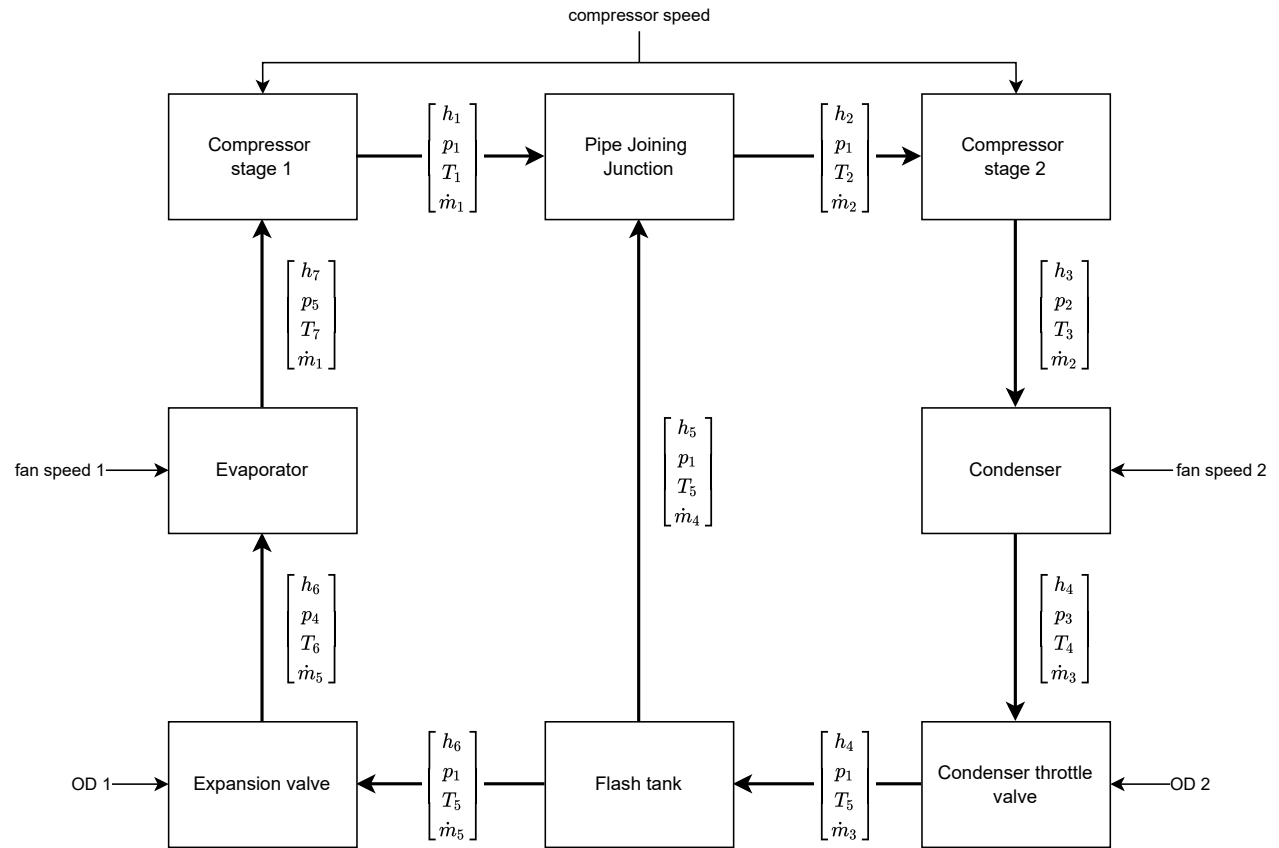 compressor speed
Compressor
stage 1
h₁
p₁
T₁
ṁ₁
Pipe Joining
Junction
h₂
p₁
T₂
ṁ₂
Compressor
stage 2
h₇
p₅
T₇
ṁ₁
h₃
p₂
T₃
ṁ₂
fan speed 1
Evaporator
h₅
p₁
T₅
ṁ₄
Condenser
fan speed 2
h₆
p₄
T₆
ṁ₅
h₄
p₃
T₄
ṁ₃
OD 1
Expansion valve
h₆
p₁
T₅
ṁ₅
Flash tank
h₄
p₁
T₅
ṁ₃
Condenser throttle
valve
OD 2